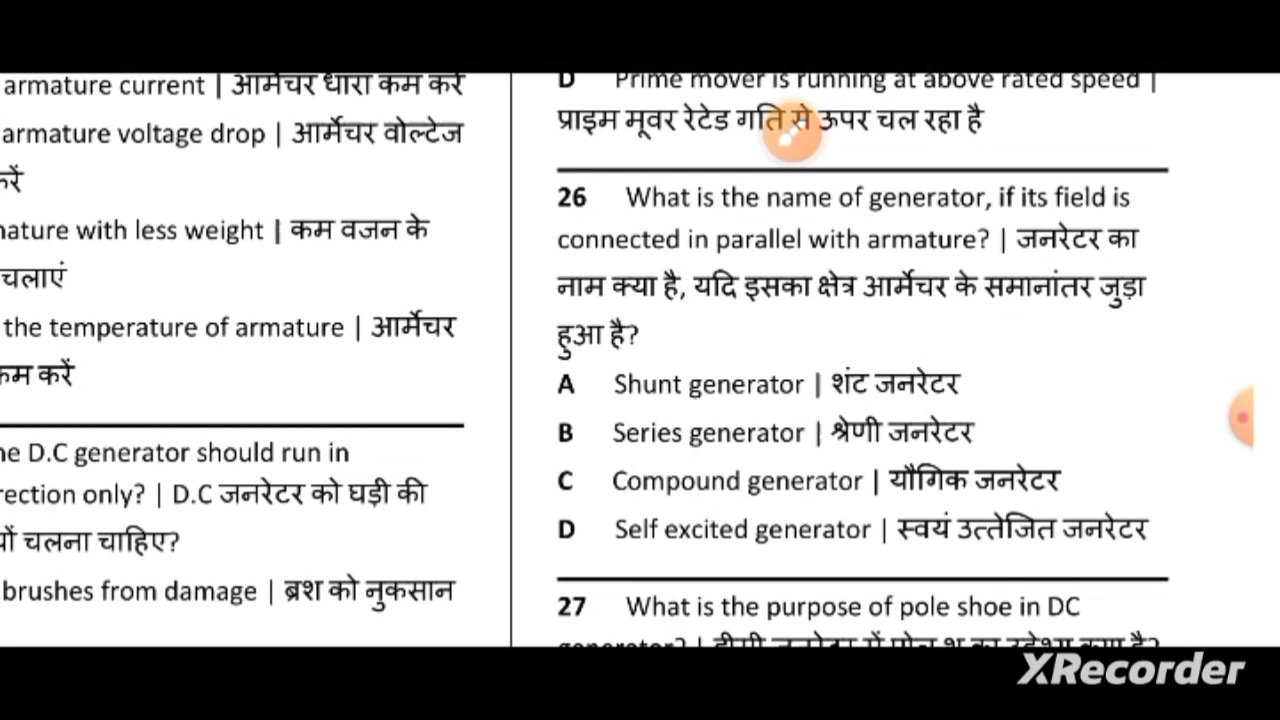 armature current | आर्मेचर धारा कम करें
armature voltage drop | आर्मेचर वोल्टेज
करें
mature with less weight | कम वजन के
चलाएं
the temperature of armature | आर्मेचर
कम करें
he D.C generator should run in
rection only? | D.C जनरेटर को घड़ी की
यों चलना चाहिए?
brushes from damage | ब्रश को नुकसान
D Prime mover is running at above rated speed |
प्राइम मूवर रेटेड गति से ऊपर चल रहा है
26 What is the name of generator, if its field is
connected in parallel with armature? | जनरेटर का
नाम क्या है, यदि इसका क्षेत्र आर्मेचर के समानांतर जुड़ा
हुआ है?
A Shunt generator | शंट जनरेटर
B Series generator | श्रेणी जनरेटर
C Compound generator | यौगिक जनरेटर
D Self excited generator | स्वयं उत्तेजित जनरेटर
27 What is the purpose of pole shoe in DC
generator? | डीसी जनरेटर में पोल शू का उद्देश्य क्या है?
XRecorder